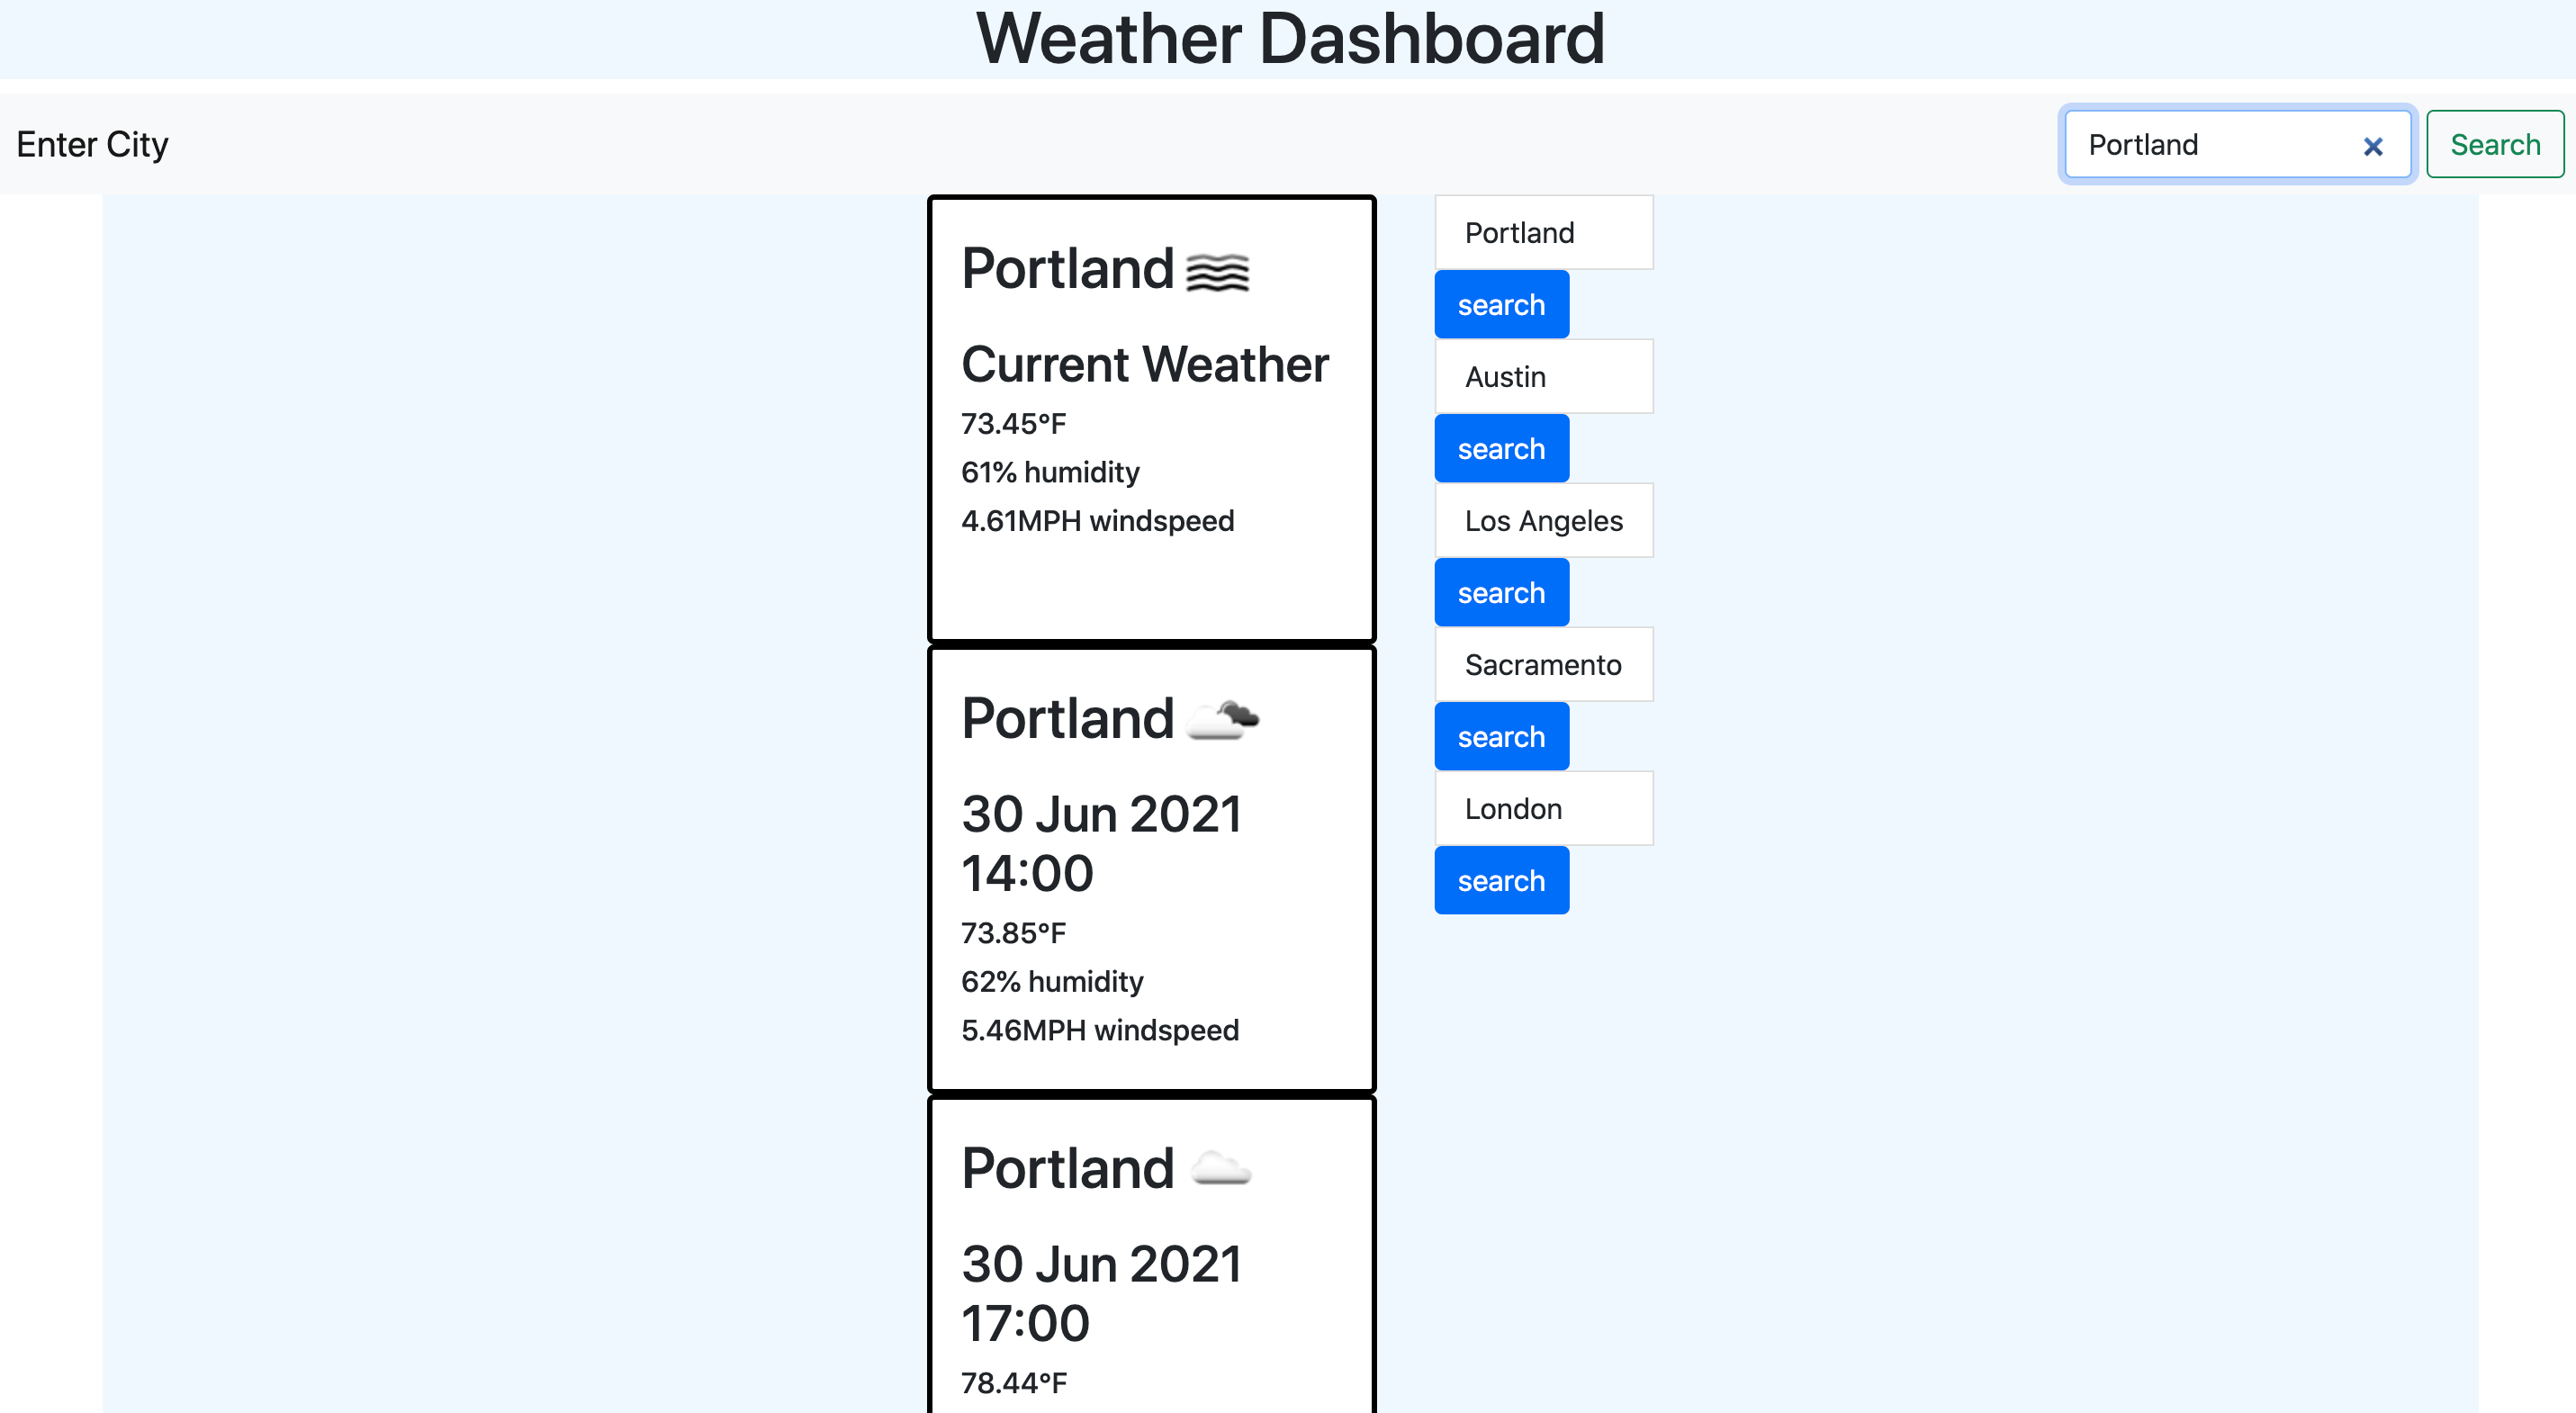 Weather Dashboard
Enter City
Portland
Search
Portland
Current Weather
73.45°F
61% humidity
4.61MPH windspeed
Portland
30 Jun 2021
14:00
73.85°F
62% humidity
5.46MPH windspeed
Portland
30 Jun 2021
17:00
78.44°F
Portland
search
Austin
search
Los Angeles
search
Sacramento
search
London
search